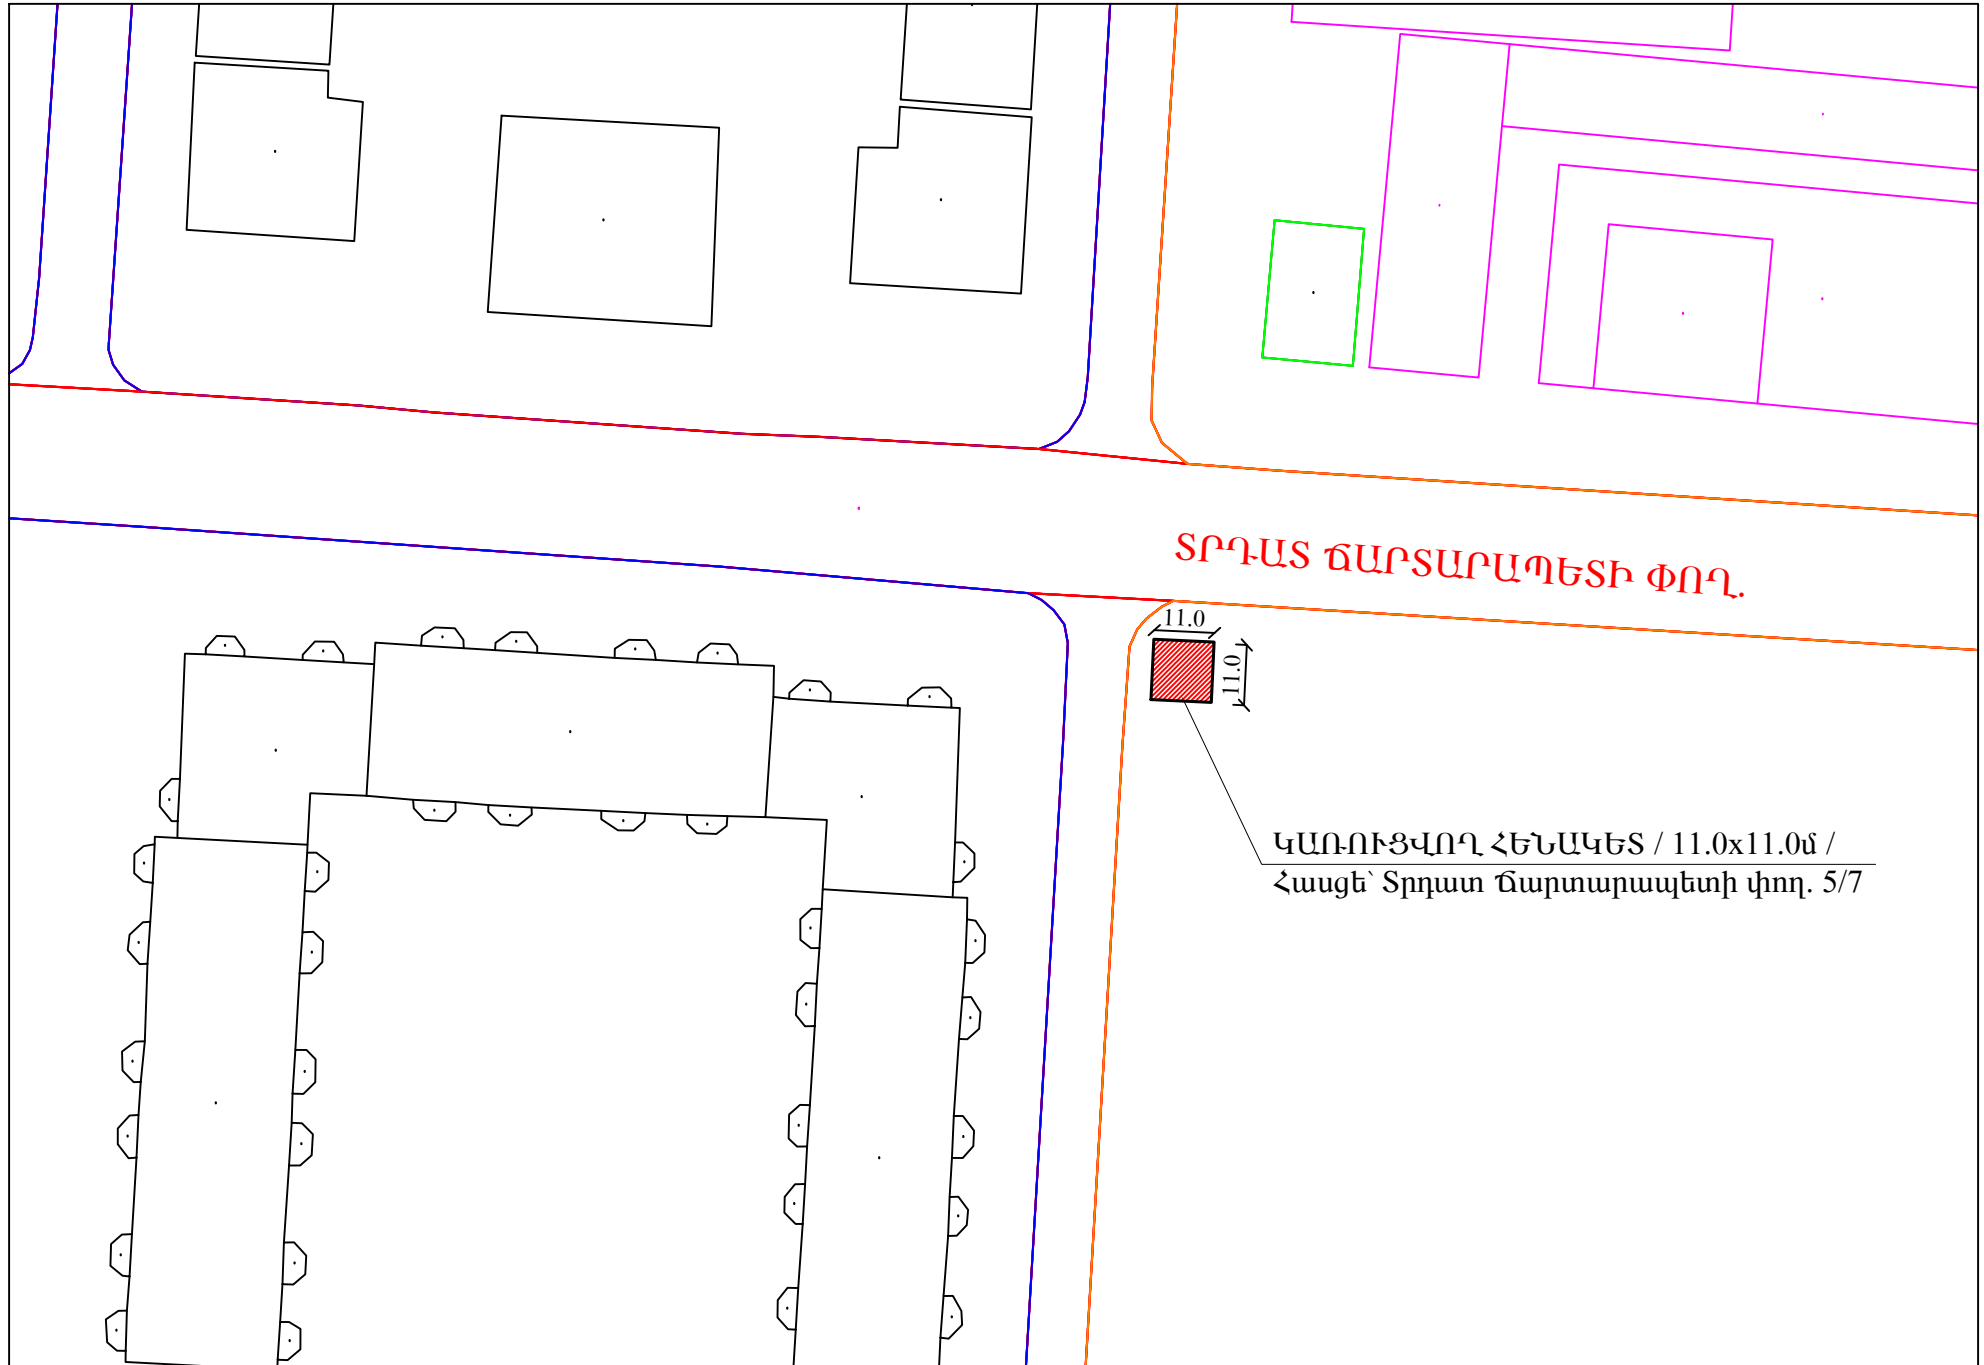 ՏՐԴԱՏ ՃԱՐՏԱՐԱՊԵՏԻ ՓՈՂ.
11.0
11.0
ԿԱՌՈՒՑՎՈՂ ՀԵՆԱԿԵՏ / 11.0x11.0մ /
Հասցե՝ Տրդատ Ճարտարապետի փող. 5/7